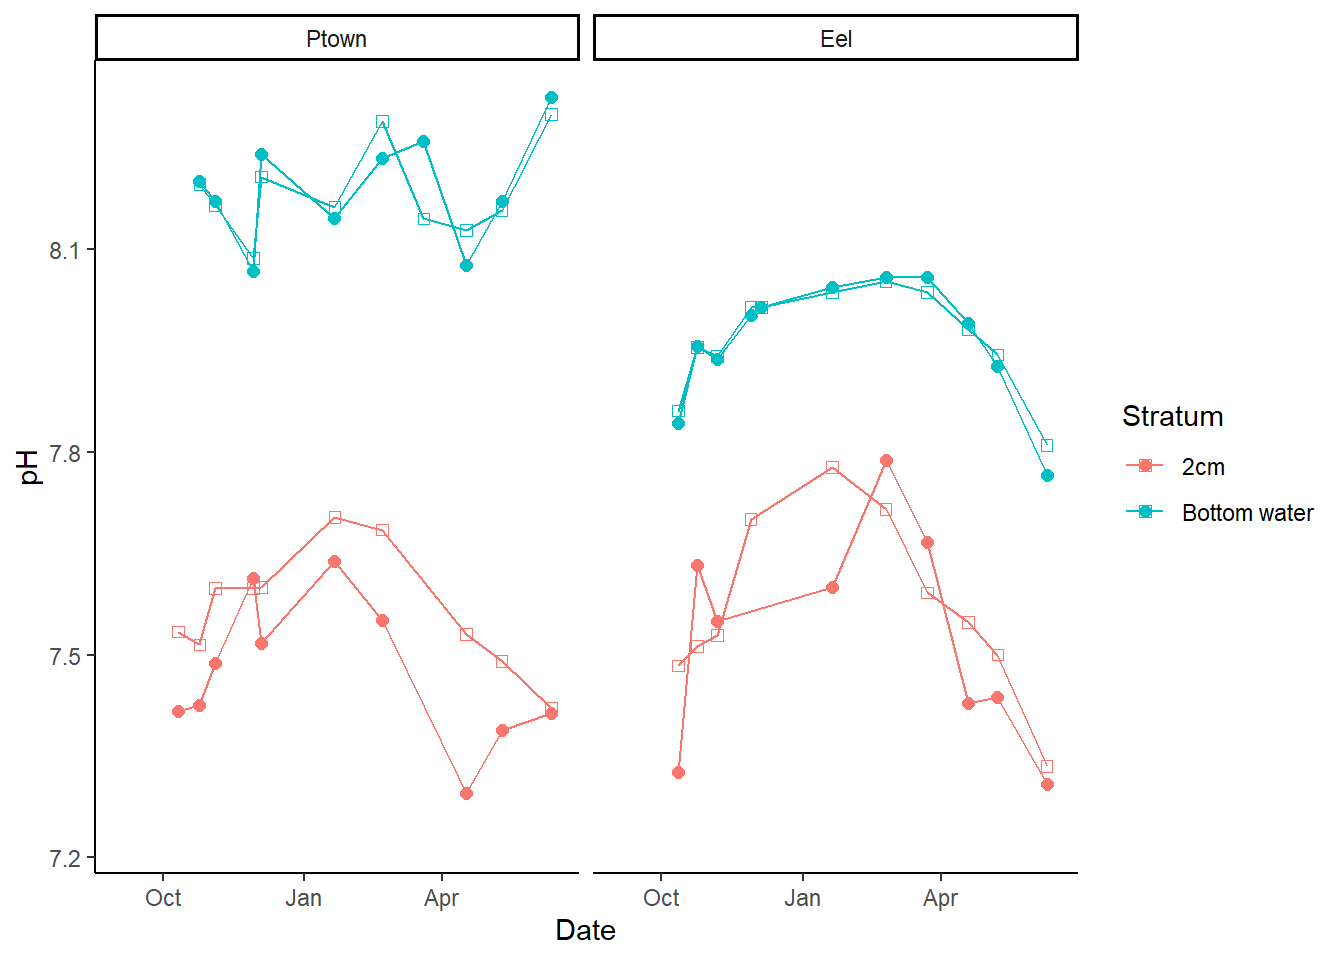 Ptown
Eel
pH
8.1
7.8
7.5
7.2
Oct
Jan
Apr
Oct
Jan
Apr
Date
Stratum
2cm
Bottom water